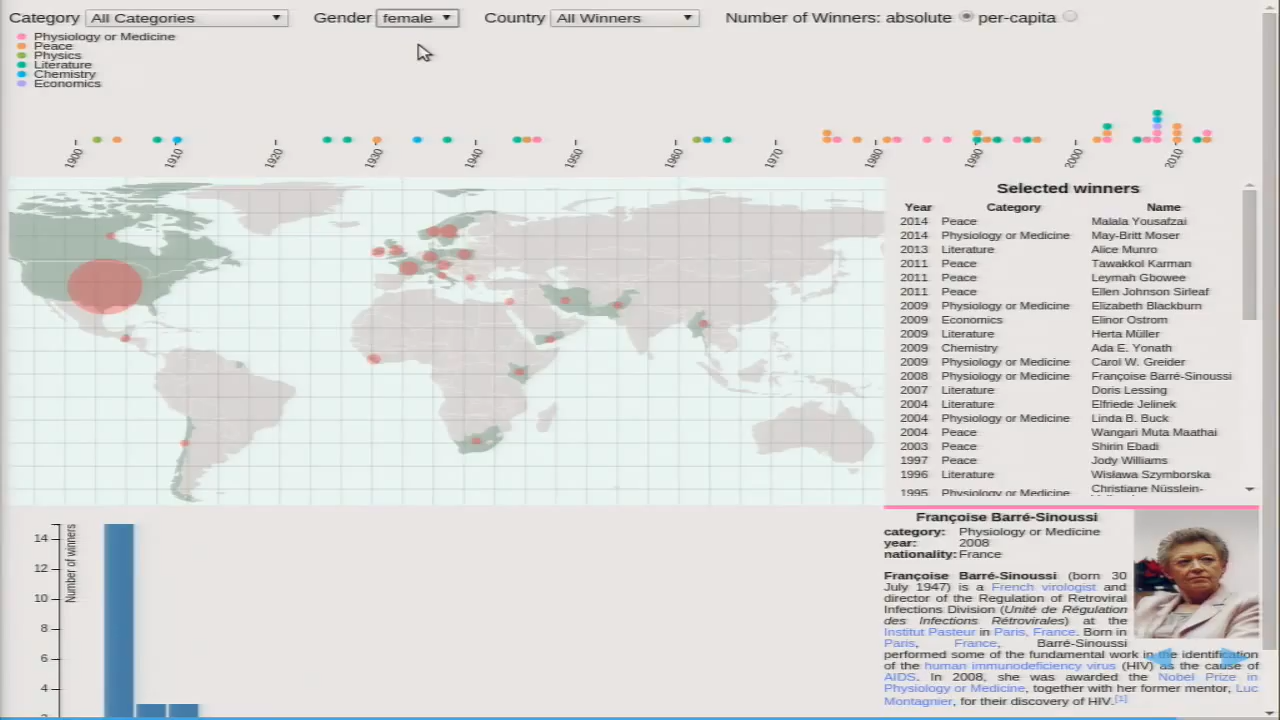 Category All Categories Gender female Country All Winners Number of Winners: absolute per-capita
Physiology or Medicine
Peace
Physics
Literature
Chemistry
Economics
1900 1910 1920 1930 1940 1950 1960 1970 1980 1990 2000 2010
Selected winners
Year Category Name
2014 Peace Malala Yousafzai
2014 Physiology or Medicine May-Britt Moser
2013 Literature Alice Munro
2011 Peace Tawakkol Karman
2011 Peace Leymah Gbowee
2011 Peace Ellen Johnson Sirleaf
2009 Physiology or Medicine Elizabeth Blackburn
2009 Economics Elinor Ostrom
2009 Literature Herta Müller
2009 Chemistry Ada E. Yonath
2009 Physiology or Medicine Carol W. Greider
2008 Physiology or Medicine Françoise Barré-Sinoussi
2007 Literature Doris Lessing
2004 Literature Elfriede Jelinek
2004 Physiology or Medicine Linda B. Buck
2004 Peace Wangari Muta Maathai
2003 Peace Shirin Ebadi
1997 Peace Jody Williams
1996 Literature Wisława Szymborska
1995 Physiology or Medicine Christiane Nüsslein-
Number of winners
14
12
10
8
6
4
Françoise Barré-Sinoussi
category: Physiology or Medicine
year: 2008
nationality: France
Françoise Barré-Sinoussi (born 30
July 1947) is a French virologist and
director of the Regulation of Retroviral
Infections Division (Unité de Régulation
des Infections Rétrovirales) at the
Institut Pasteur in Paris, France. Born in
Paris, France, Barré-Sinoussi
performed some of the fundamental work in the identification
of the human immunodeficiency virus (HIV) as the cause of
AIDS. In 2008, she was awarded the Nobel Prize in
Physiology or Medicine, together with her former mentor, Luc
Montagnier, for their discovery of HIV.[1]